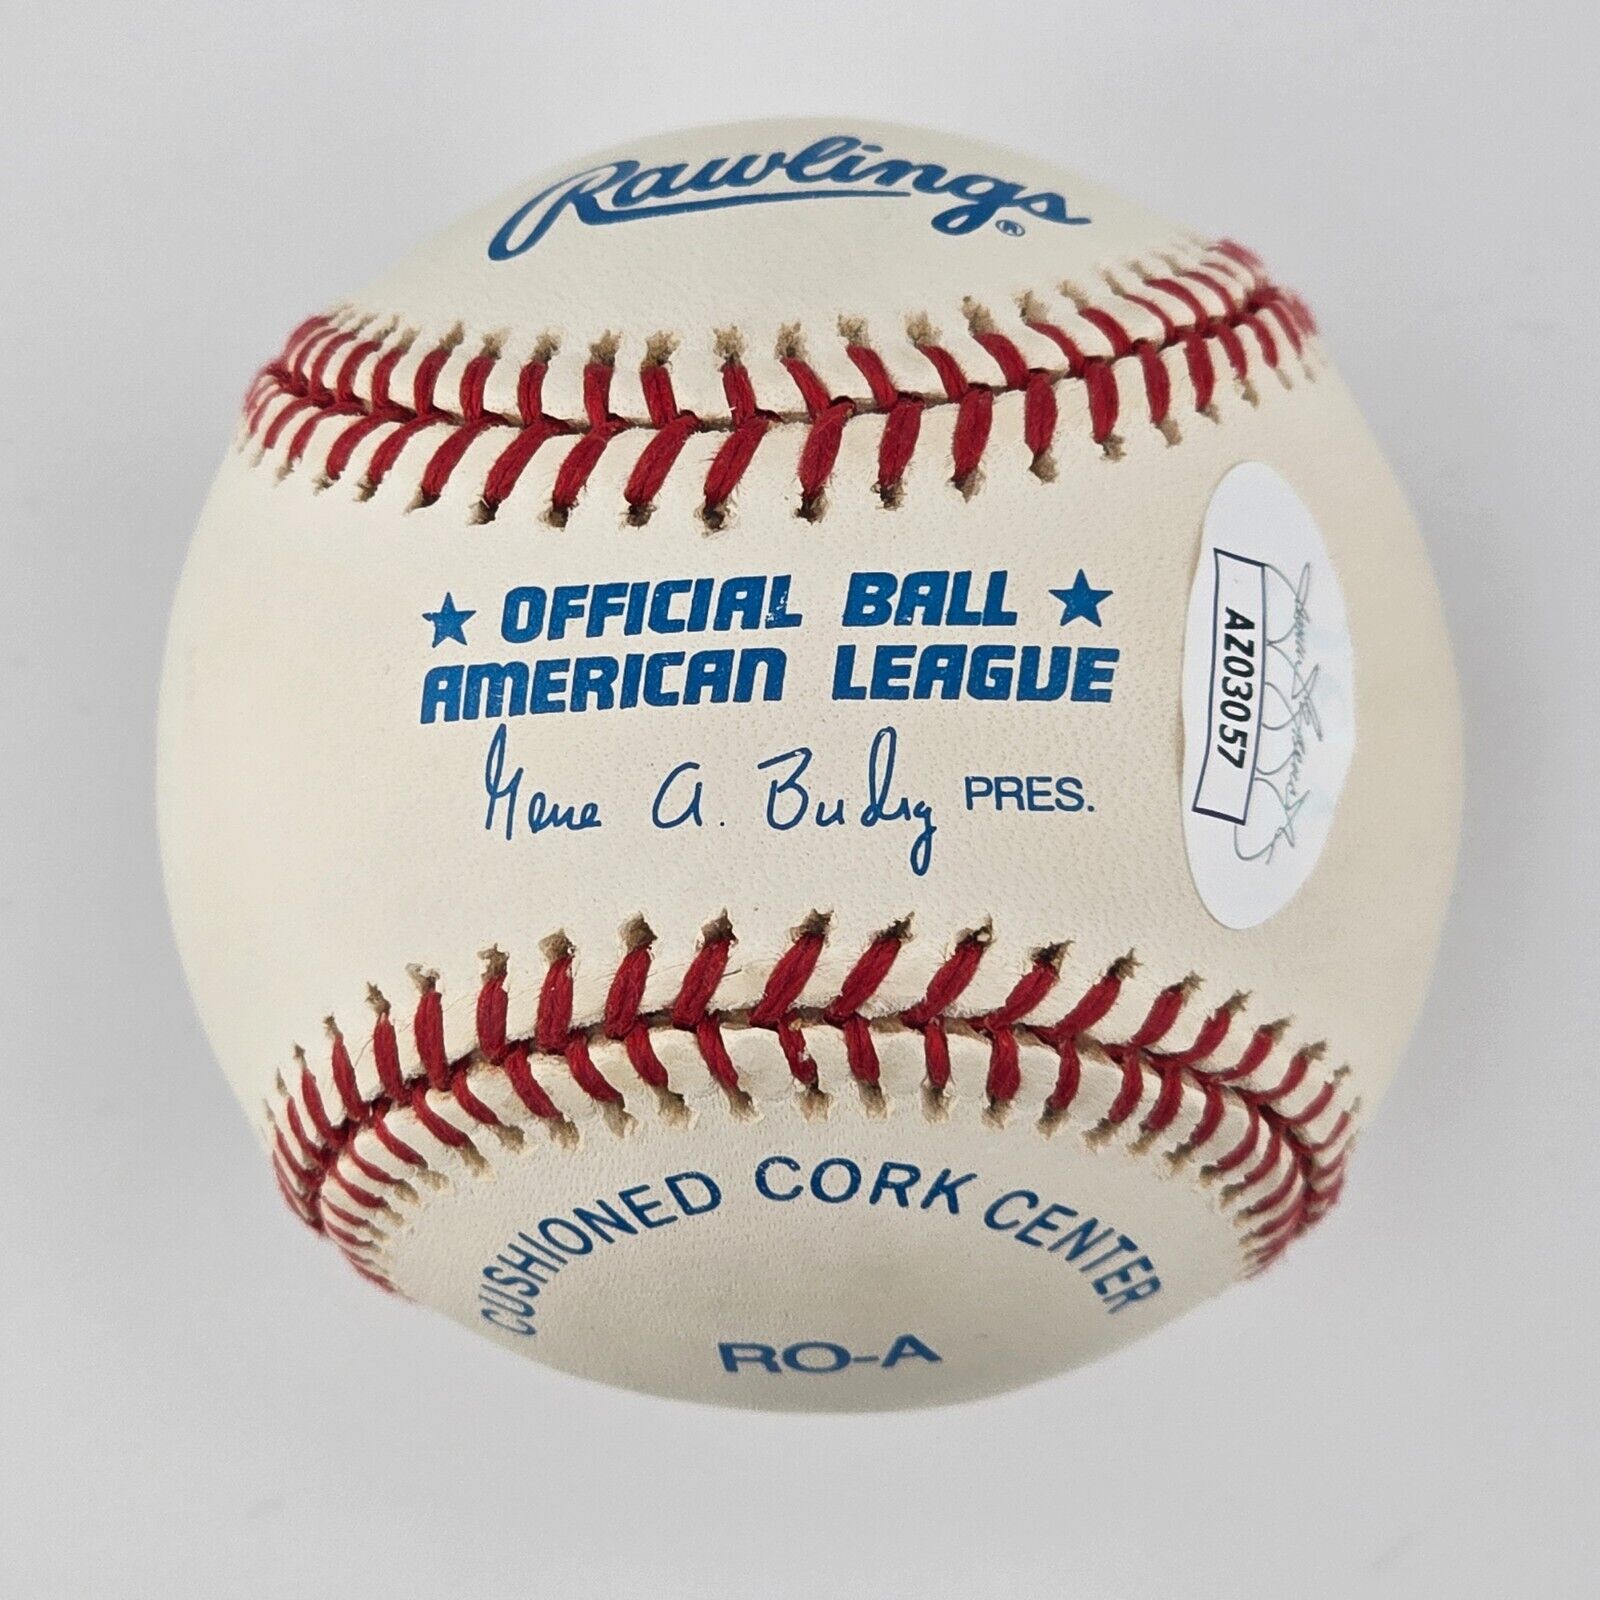 Rawlings®
★ OFFICIAL BALL ★
AMERICAN LEAGUE
Gene A. Budig PRES.
AZ03057
CUSHIONED CORK CENTER
RO-A